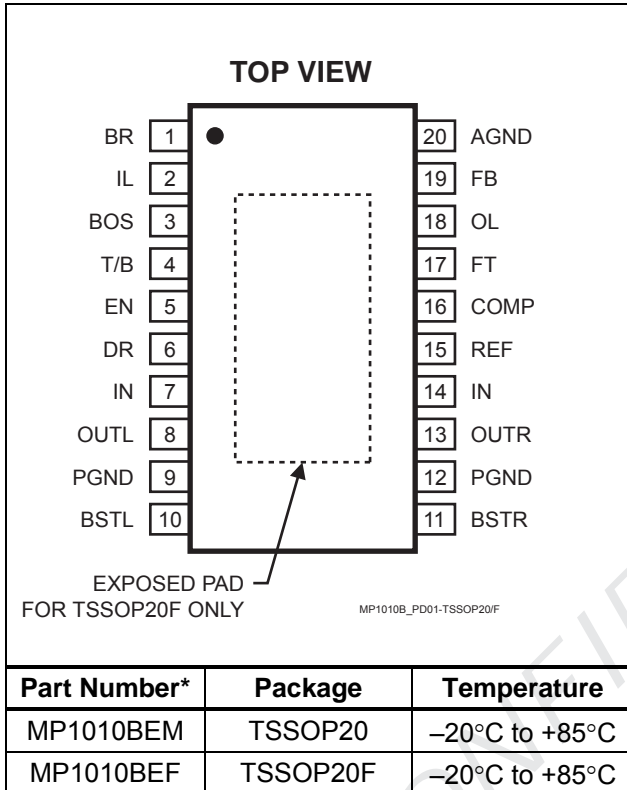 TOP VIEW
BR 1 20 AGND
IL 2 19 FB
BOS 3 18 OL
T/B 4 17 FT
EN 5 16 COMP
DR 6 15 REF
IN 7 14 IN
OUTL 8 13 OUTR
PGND 9 12 PGND
BSTL 10 11 BSTR
EXPOSED PAD
FOR TSSOP20F ONLY
MP1010B_PD01-TSSOP20/F
Part Number* Package Temperature
MP1010BEM TSSOP20 –20°C to +85°C
MP1010BEF TSSOP20F –20°C to +85°C